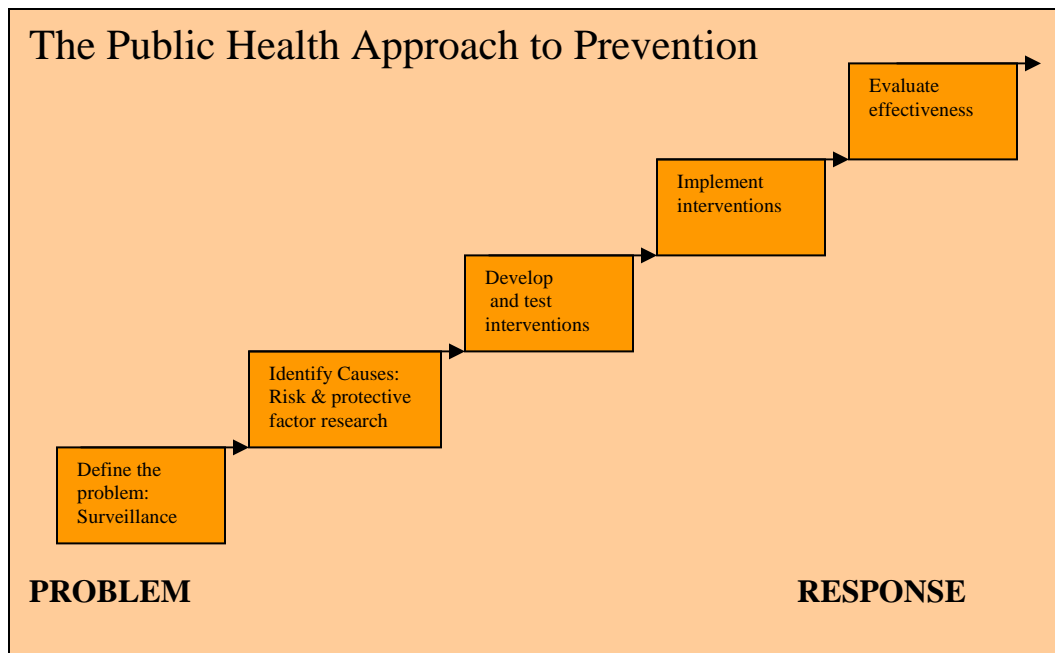 The Public Health Approach to Prevention
Evaluate
effectiveness
Implement
interventions
Develop
and test
interventions
Identify Causes:
Risk & protective
factor research
Define the
problem:
Surveillance
PROBLEM
RESPONSE